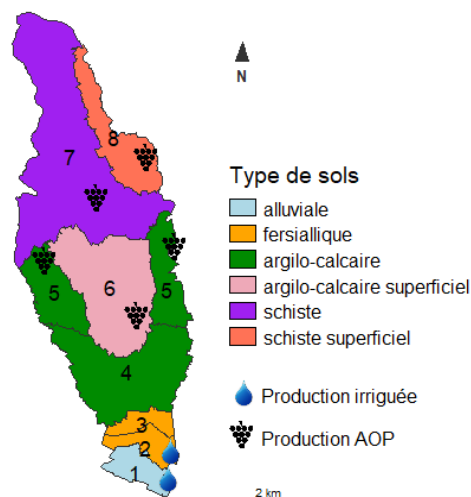 N
8
7
6
5
5
4
3
2
1
Type de sols
alluviale
fersiallique
argilo-calcaire
argilo-calcaire superficiel
schiste
schiste superficiel
Production irriguée
Production AOP
2 km